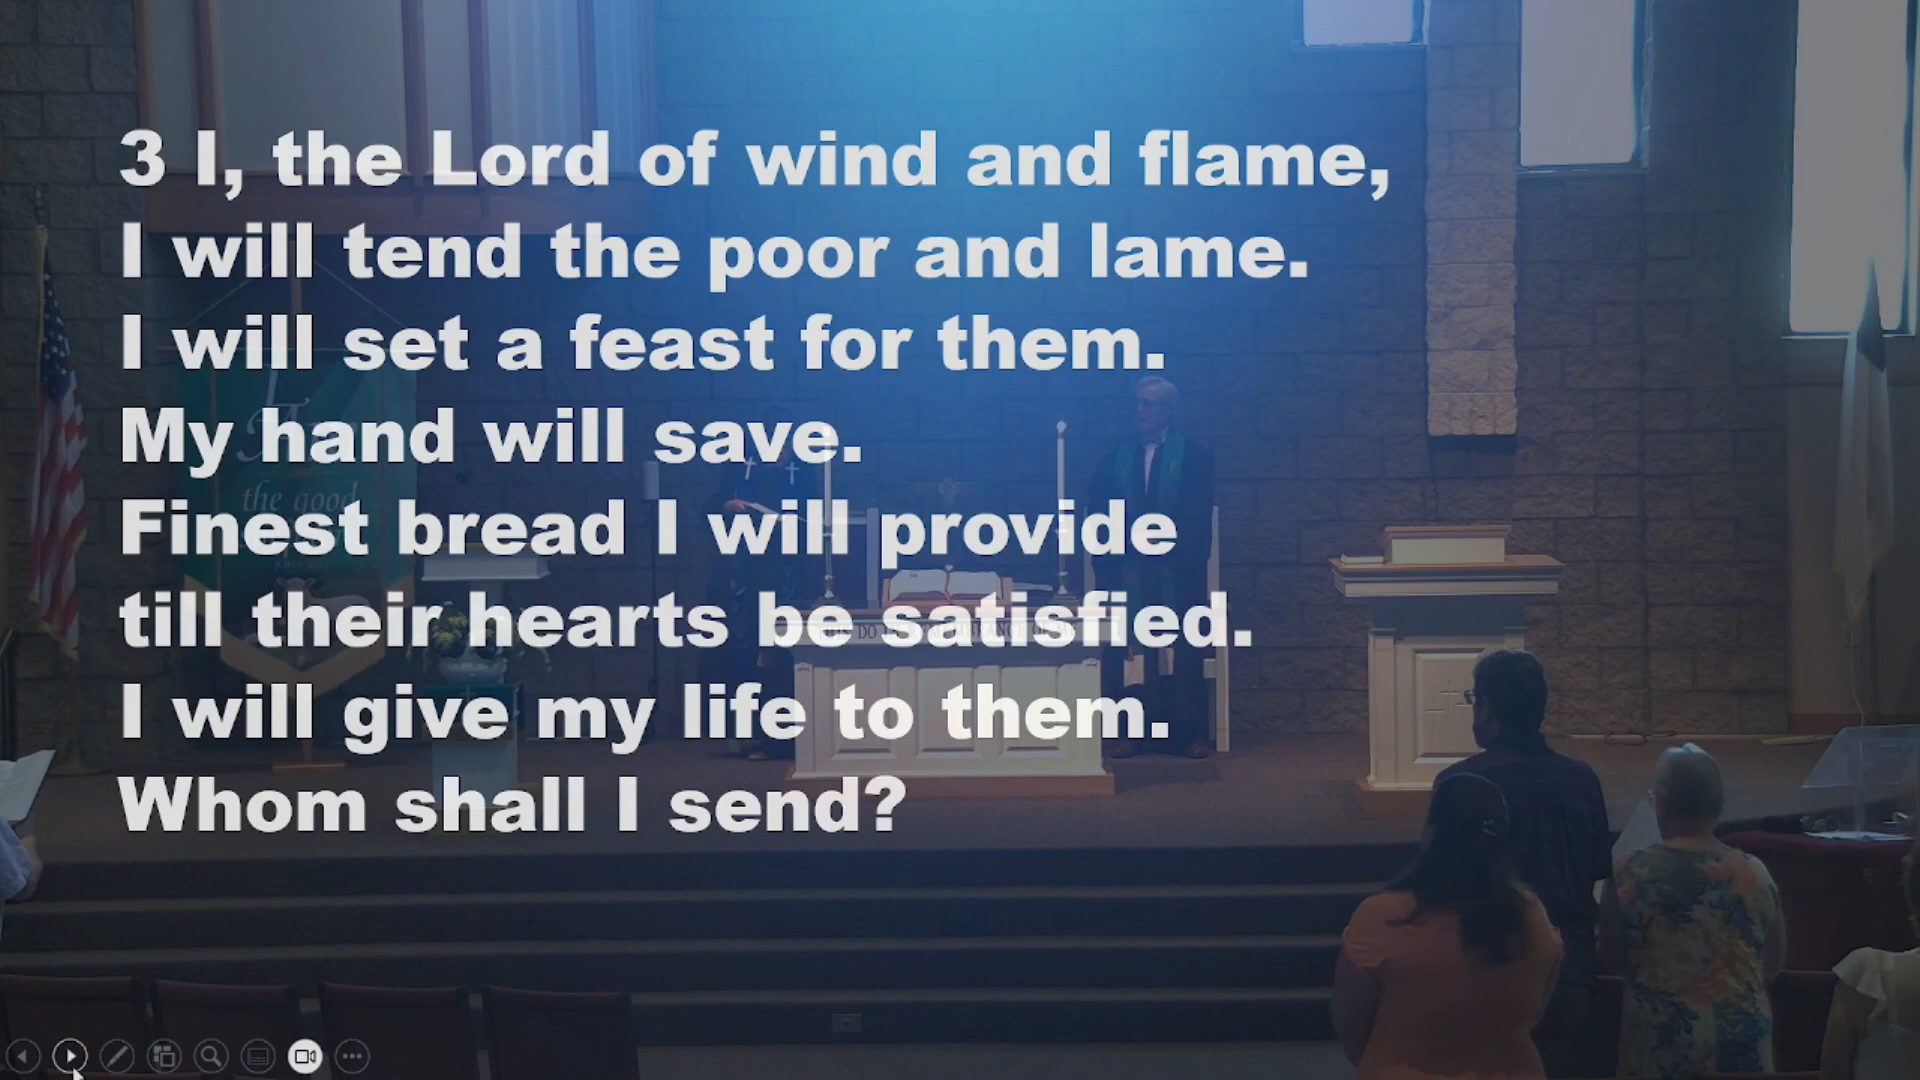 3 I, the Lord of wind and flame,
I will tend the poor and lame.
I will set a feast for them.
My hand will save.
Finest bread I will provide
till their hearts be satisfied.
I will give my life to them.
Whom shall I send?
the good